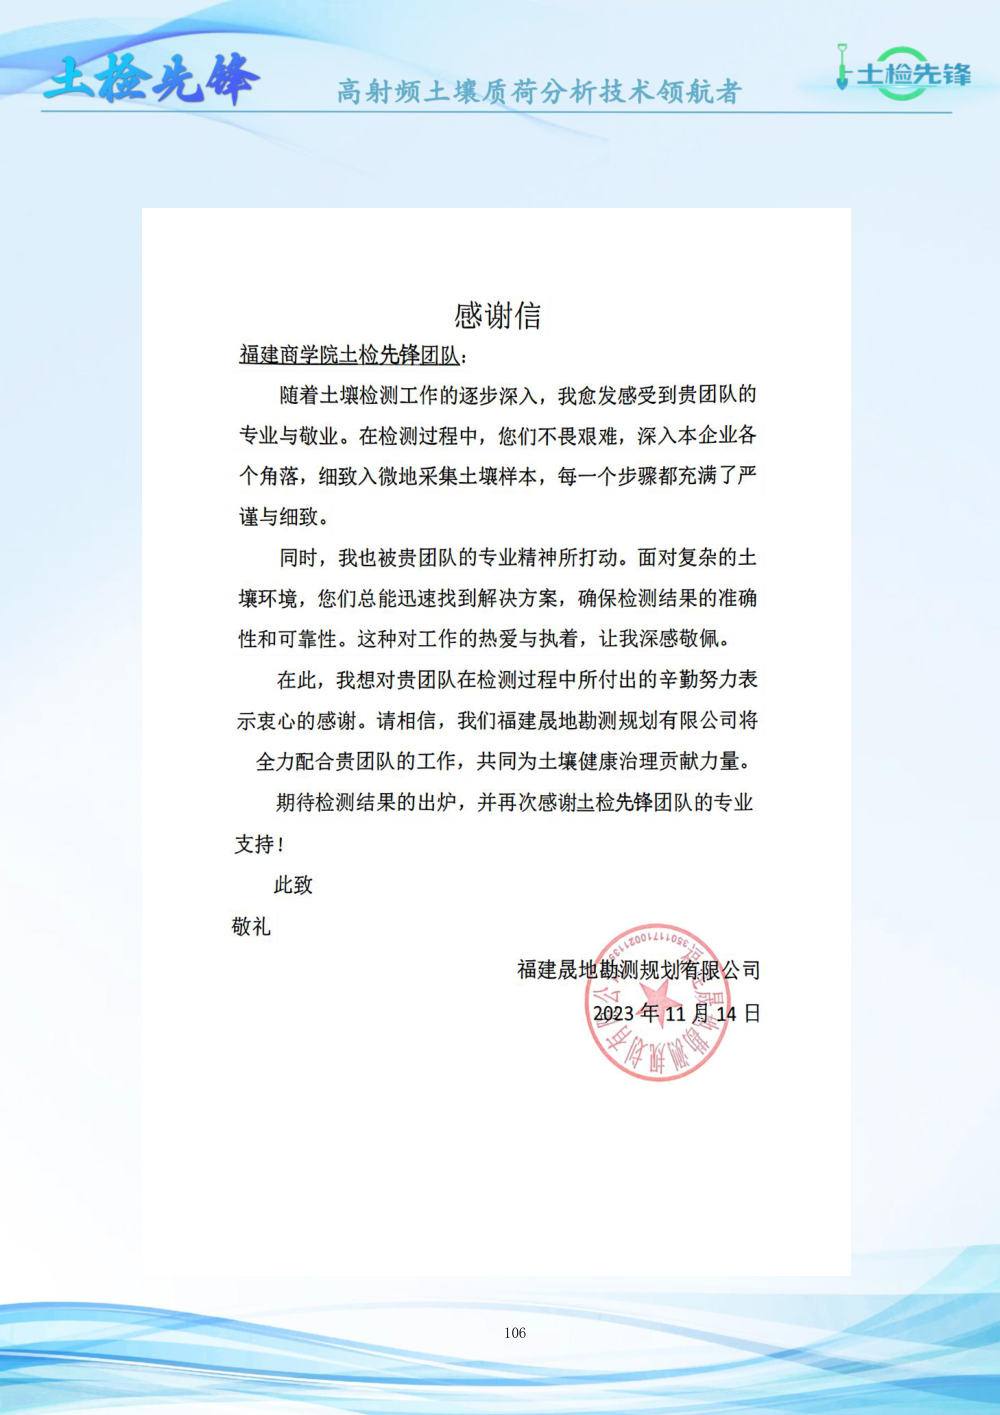 土检先锋
高射频土壤质荷分析技术领航者
土检先锋
感谢信
福建商学院土检先锋团队：
随着土壤检测工作的逐步深入，我愈发感受到贵团队的
专业与敬业。在检测过程中，您们不畏艰难，深入本企业各
个角落，细致入微地采集土壤样本，每一个步骤都充满了严
谨与细致。
同时，我也被贵团队的专业精神所打动。面对复杂的土
壤环境，您们总能迅速找到解决方案，确保检测结果的准确
性和可靠性。这种对工作的热爱与执着，让我深感敬佩。
在此，我想对贵团队在检测过程中所付出的辛勤努力表
示衷心的感谢。请相信，我们福建晟地勘测规划有限公司将
全力配合贵团队的工作，共同为土壤健康治理贡献力量。
期待检测结果的出炉，并再次感谢土检先锋团队的专业
支持！
此致
敬礼
福建晟地勘测规划有限公司
2023 年 11 月 14 日
福建晟地勘测规划有限公司
106